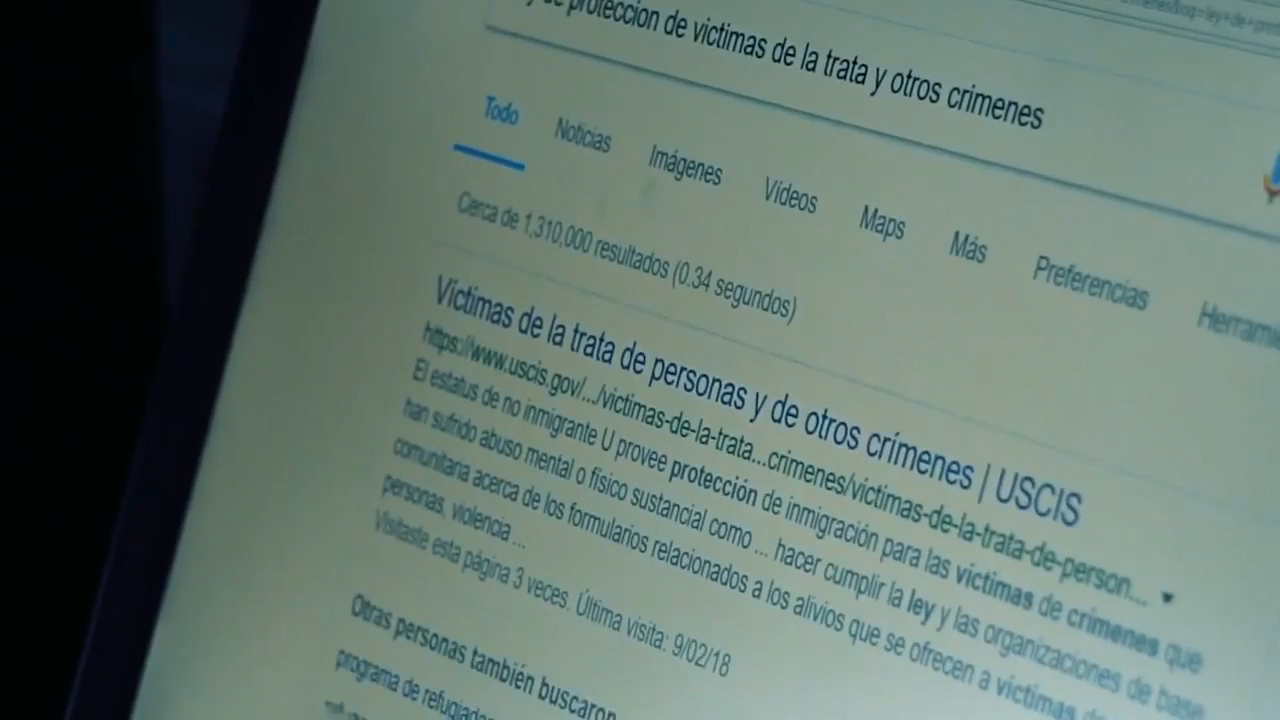 de proteccion de victimas de la trata y otros crimenes
Todo Noticias Imágenes Vídeos Maps Más Preferencias
Cerca de 1,310,000 resultados (0.34 segundos)
Víctimas de la trata de personas y de otros crímenes | USCIS
https://www.uscis.gov/.../victimas-de-la-trata...crimenes/victimas-de-la-trata-de-person...
El estatus de no inmigrante U provee protección de inmigración para las víctimas de crímenes que
han sufrido abuso mental o físico sustancial como ... hacer cumplir la ley y las organizaciones de base
comunitaria acerca de los formularios relacionados a los alivios que se ofrecen a víctimas
personas, violencia ...
Visitaste esta página 3 veces. Última visita: 9/02/18
Otras personas también buscaron
programa de